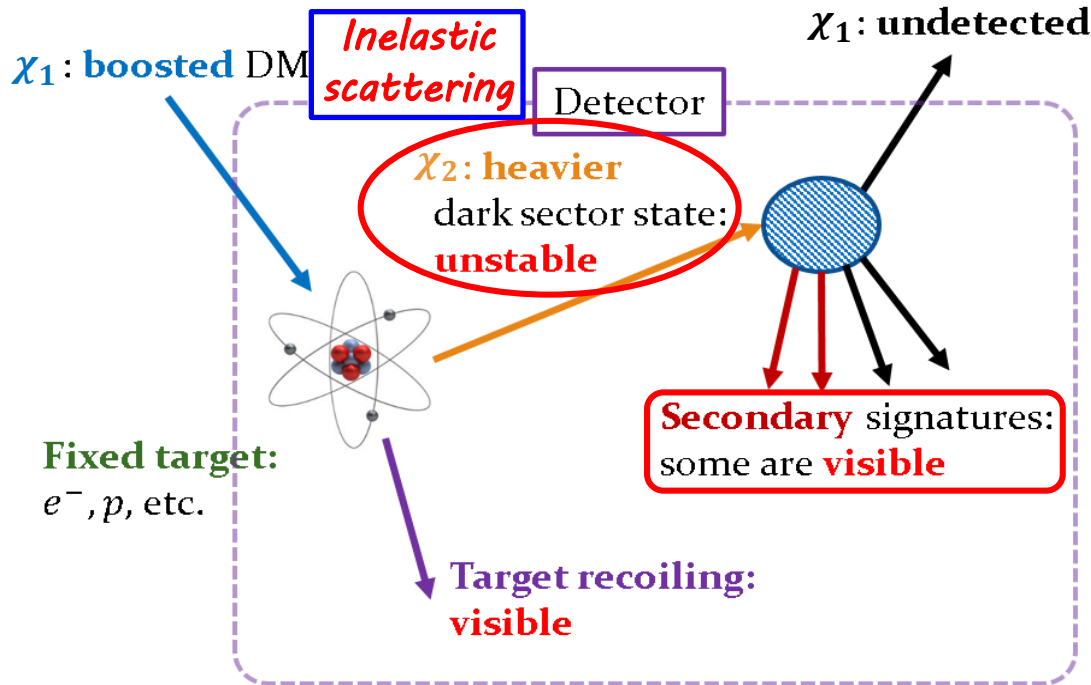 χ₁: undetected
Inelastic
scattering
χ₁: boosted DM
Detector
χ₂: heavier
dark sector state:
unstable
Secondary signatures:
some are visible
Fixed target:
e⁻, p, etc.
Target recoiling:
visible